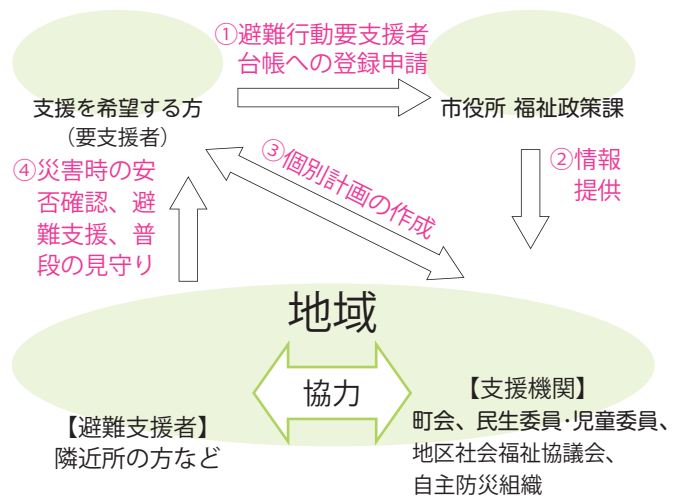 ①避難行動要支援者
台帳への登録申請
支援を希望する方
（要支援者）
市役所 福祉政策課
②情報
提供
③個別計画の作成
④災害時の安
否確認、避
難支援、普
段の見守り
地域
協力
【避難支援者】
隣近所の方など
【支援機関】
町会、民生委員･児童委員、
地区社会福祉協議会、
自主防災組織